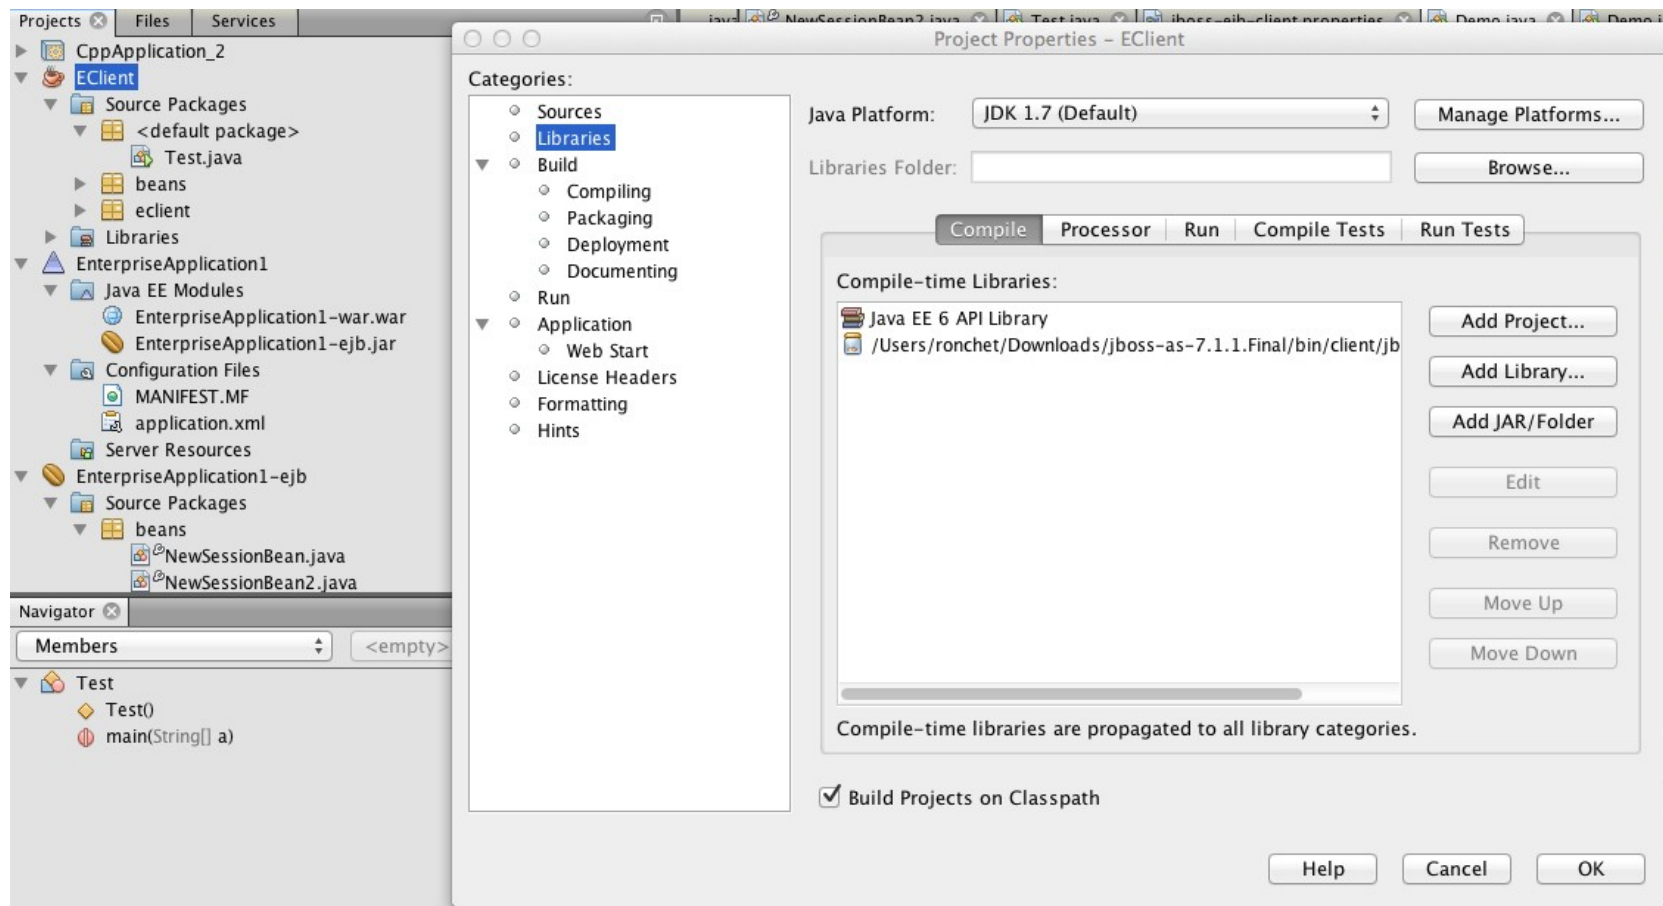 Projects Files Services
java NewSessionBean2.java Test.java jboss-ejb-client.properties Demo.java
CppApplication_2
EClient
Source Packages
<default package>
Test.java
beans
eclient
Libraries
EnterpriseApplication1
Java EE Modules
EnterpriseApplication1-war.war
EnterpriseApplication1-ejb.jar
Configuration Files
MANIFEST.MF
application.xml
Server Resources
EnterpriseApplication1-ejb
Source Packages
beans
NewSessionBean.java
NewSessionBean2.java
Navigator
Members <empty>
Test
Test()
main(String[] a)
Project Properties - EClient
Categories:
Sources
Libraries
Build
Compiling
Packaging
Deployment
Documenting
Run
Application
Web Start
License Headers
Formatting
Hints
Java Platform: JDK 1.7 (Default) Manage Platforms...
Libraries Folder: Browse...
Compile Processor Run Compile Tests Run Tests
Compile-time Libraries:
Java EE 6 API Library
/Users/ronchet/Downloads/jboss-as-7.1.1.Final/bin/client/jb
Add Project...
Add Library...
Add JAR/Folder
Edit
Remove
Move Up
Move Down
Compile-time libraries are propagated to all library categories.
Build Projects on Classpath
Help Cancel OK